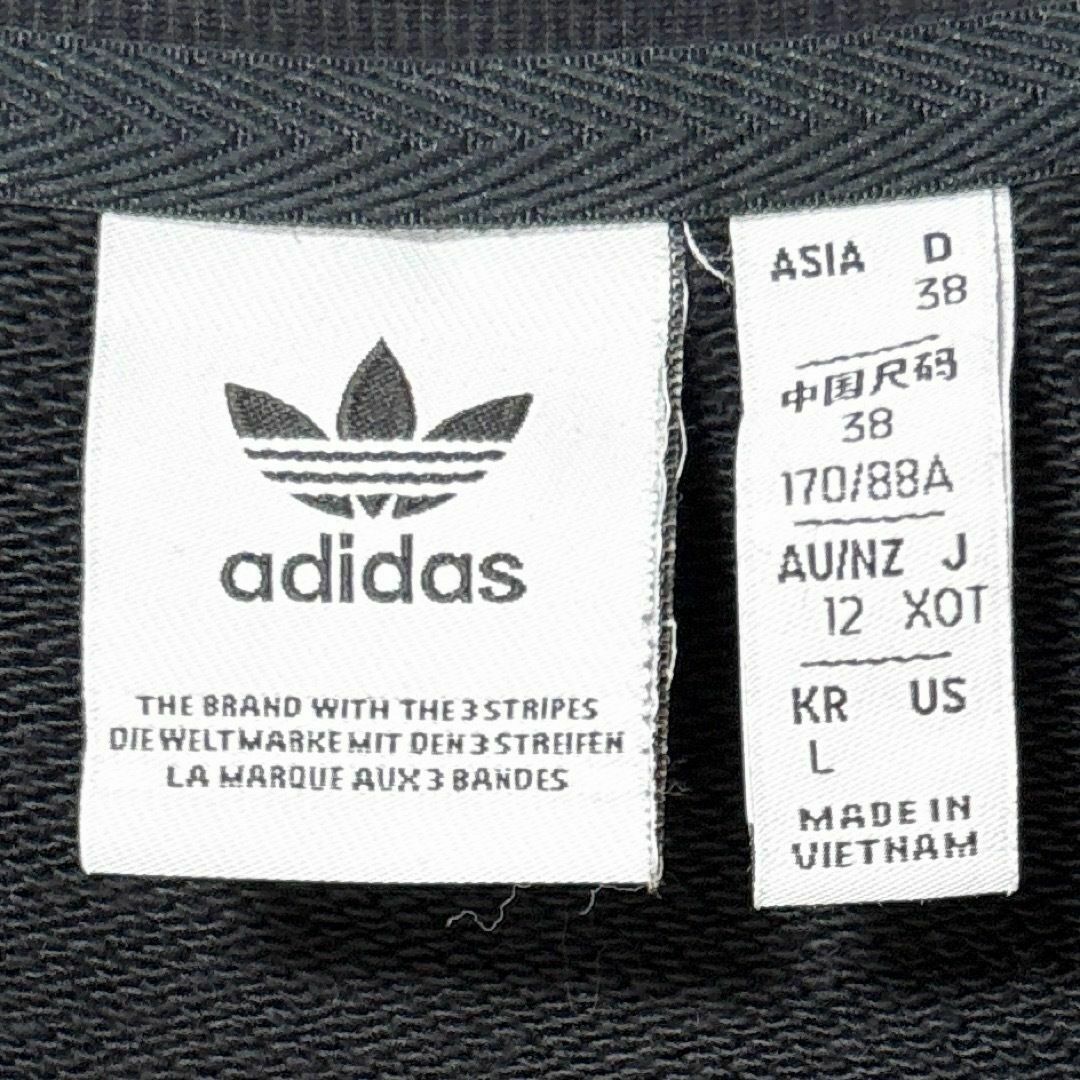 adidas
THE BRAND WITH THE 3 STRIPES
DIE WELTMARKE MIT DEN 3 STREIFEN
LA MARQUE AUX 3 BANDES
ASIA D
38
中国尺码
38
170/88A
AU/NZ J
12 XOT
KR US
L
MADE IN
VIETNAM